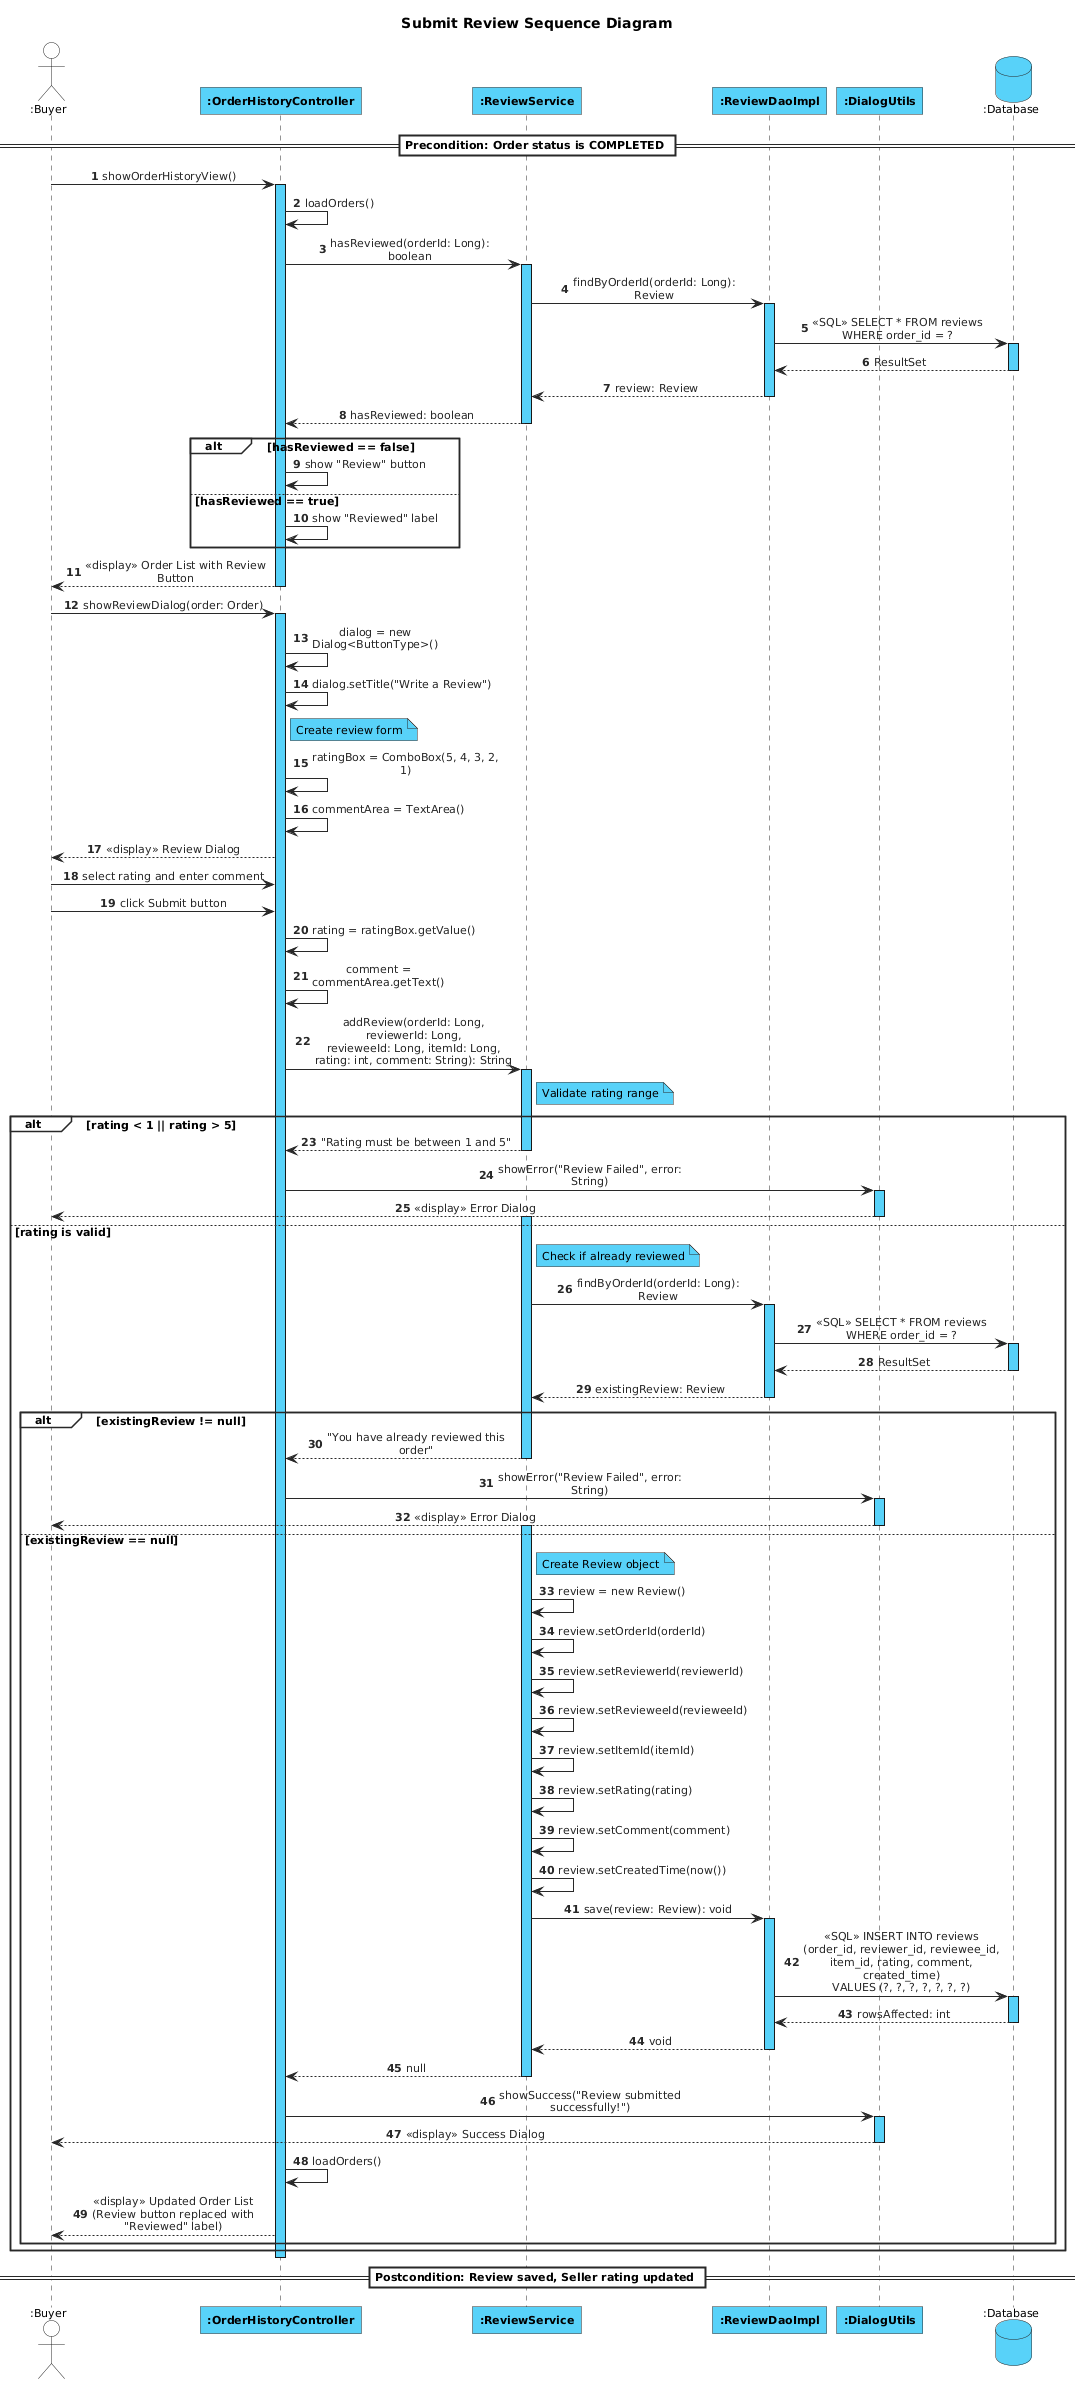 Submit Review Sequence Diagram
:Buyer
:OrderHistoryController
:ReviewService
:ReviewDaoImpl
:DialogUtils
:Database
Precondition: Order status is COMPLETED
1 showOrderHistoryView()
2 loadOrders()
3 hasReviewed(orderId: Long):
boolean
4 findByOrderId(orderId: Long):
Review
5 «SQL» SELECT * FROM reviews
WHERE order_id = ?
6 ResultSet
7 review: Review
8 hasReviewed: boolean
alt [hasReviewed == false]
9 show "Review" button
[hasReviewed == true]
10 show "Reviewed" label
11 «display» Order List with Review
Button
12 showReviewDialog(order: Order)
13 dialog = new
Dialog<ButtonType>()
14 dialog.setTitle("Write a Review")
Create review form
15 ratingBox = ComboBox(5, 4, 3, 2,
1)
16 commentArea = TextArea()
17 «display» Review Dialog
18 select rating and enter comment
19 click Submit button
20 rating = ratingBox.getValue()
21 comment =
commentArea.getText()
22 addReview(orderId: Long,
reviewerId: Long,
revieweeId: Long, itemId: Long,
rating: int, comment: String): String
Validate rating range
alt [rating < 1 || rating > 5]
23 "Rating must be between 1 and 5"
24 showError("Review Failed", error:
String)
25 «display» Error Dialog
[rating is valid]
Check if already reviewed
26 findByOrderId(orderId: Long):
Review
27 «SQL» SELECT * FROM reviews
WHERE order_id = ?
28 ResultSet
29 existingReview: Review
alt [existingReview != null]
30 "You have already reviewed this
order"
31 showError("Review Failed", error:
String)
32 «display» Error Dialog
[existingReview == null]
Create Review object
33 review = new Review()
34 review.setOrderId(orderId)
35 review.setReviewerId(reviewerId)
36 review.setRevieweeId(revieweeId)
37 review.setItemId(itemId)
38 review.setRating(rating)
39 review.setComment(comment)
40 review.setCreatedTime(now())
41 save(review: Review): void
42 «SQL» INSERT INTO reviews
(order_id, reviewer_id, reviewee_id,
item_id, rating, comment,
created_time)
VALUES (?, ?, ?, ?, ?, ?, ?)
43 rowsAffected: int
44 void
45 null
46 showSuccess("Review submitted
successfully!")
47 «display» Success Dialog
48 loadOrders()
49 «display» Updated Order List
(Review button replaced with
"Reviewed" label)
Postcondition: Review saved, Seller rating updated
:Buyer
:OrderHistoryController
:ReviewService
:ReviewDaoImpl
:DialogUtils
:Database